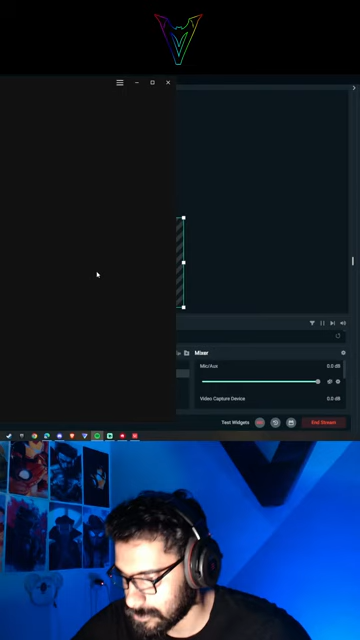 Mixer
Mic/Aux 0.0 dB
Video Capture Device 0.0 dB
Test Widgets End Stream